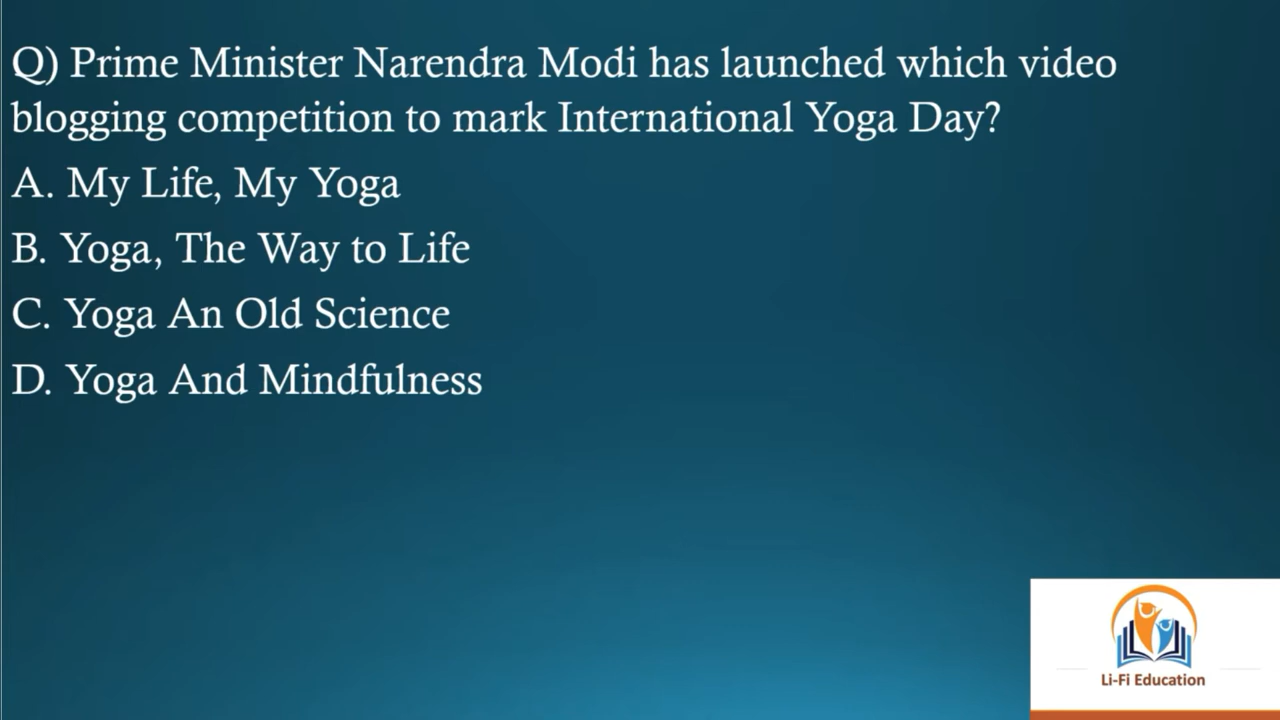 Q) Prime Minister Narendra Modi has launched which video
blogging competition to mark International Yoga Day?
A. My Life, My Yoga
B. Yoga, The Way to Life
C. Yoga An Old Science
D. Yoga And Mindfulness
Li-Fi Education